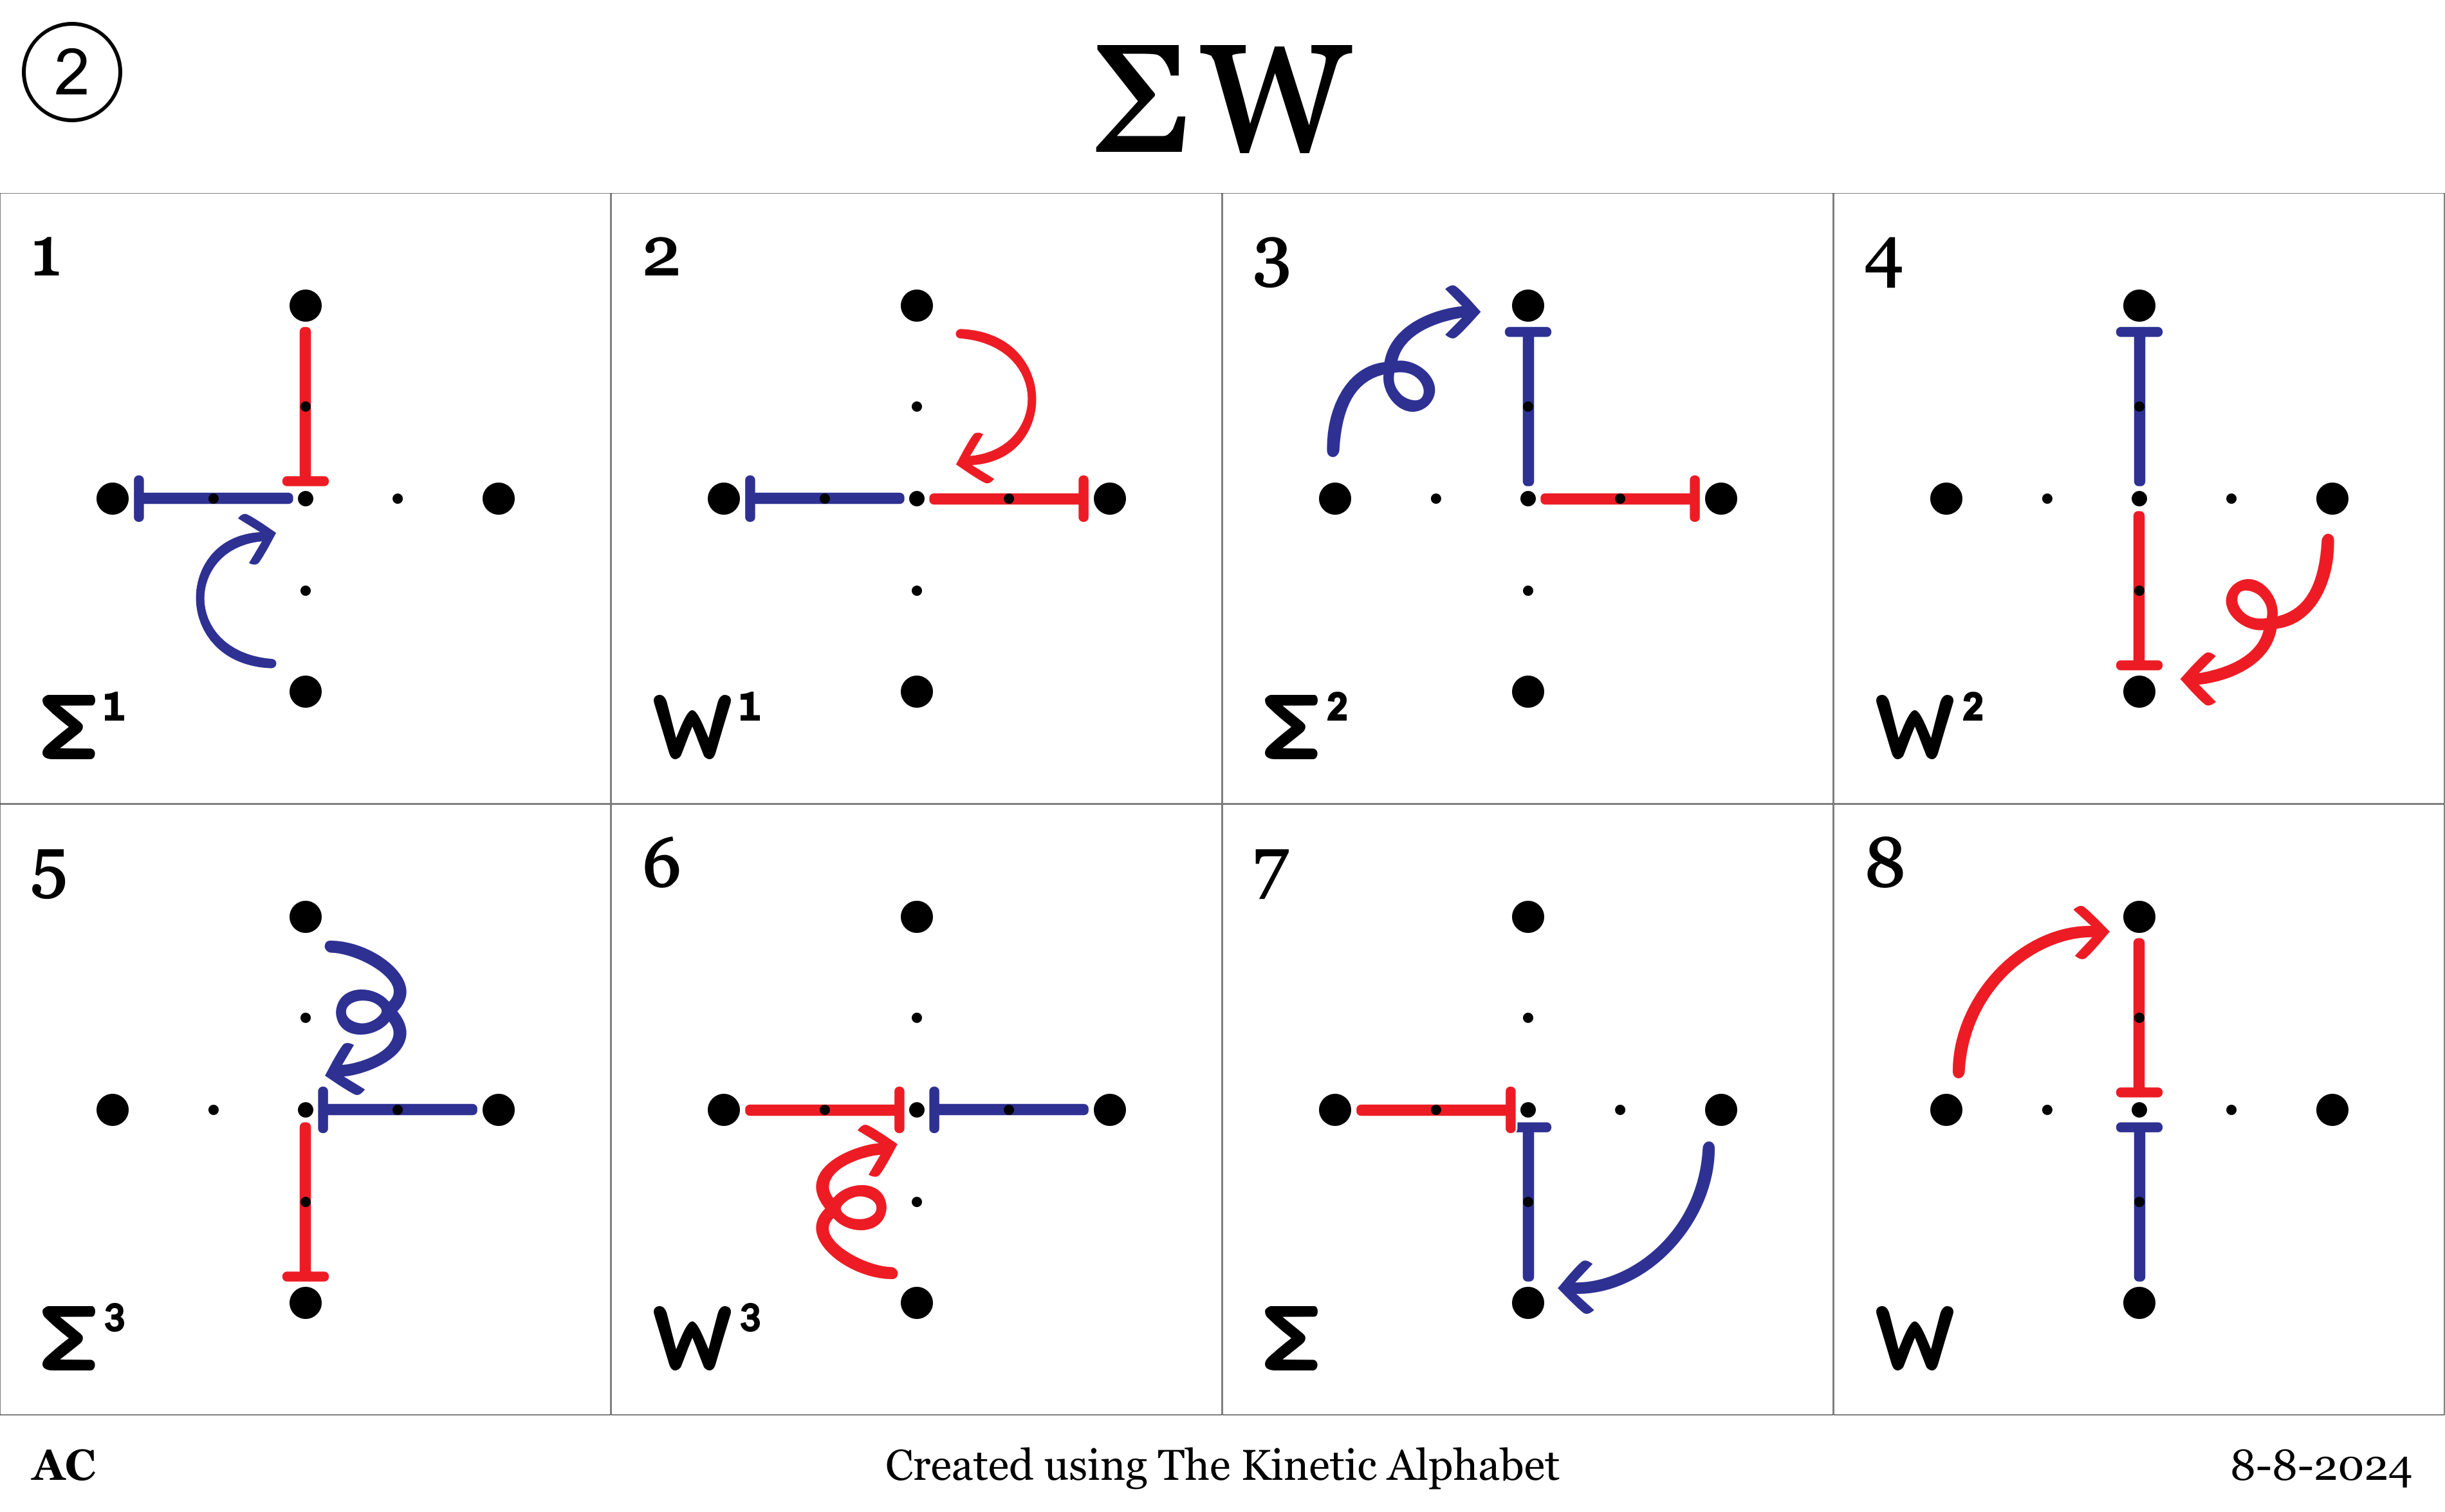 2
ΣW
1 2 3 4
Σ¹ W¹ Σ² W²
5 6 7 8
Σ³ W³ Σ W
AC Created using The Kinetic Alphabet 8-8-2024